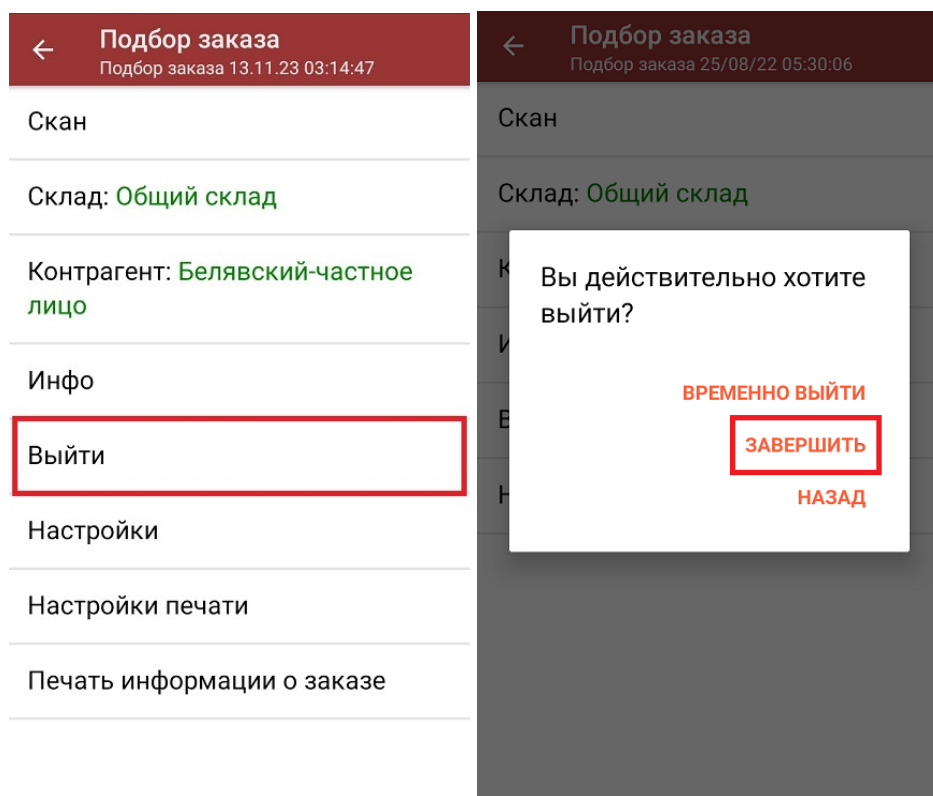 Подбор заказа
Подбор заказа 13.11.23 03:14:47
Скан
Склад: Общий склад
Контрагент: Белявский-частное
лицо
Инфо
Выйти
Настройки
Настройки печати
Печать информации о заказе
Подбор заказа
Подбор заказа 25/08/22 05:30:06
Скан
Склад: Общий склад
К
И
В
Н
Вы действительно хотите
выйти?
ВРЕМЕННО ВЫЙТИ
ЗАВЕРШИТЬ
НАЗАД